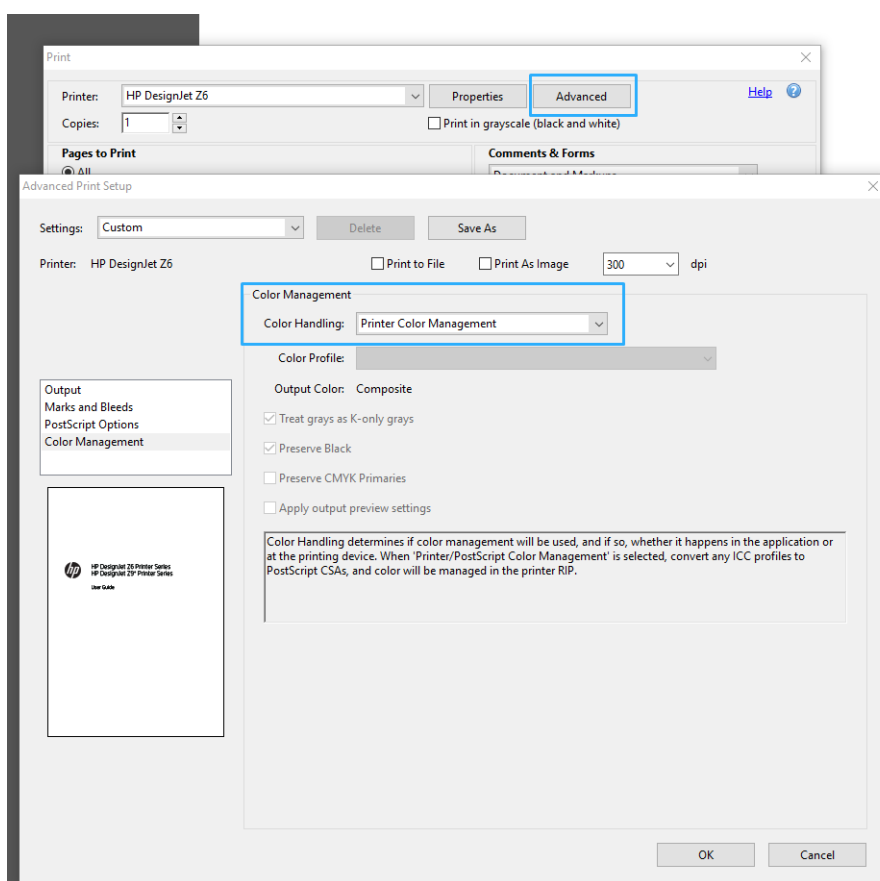 Print
Printer: HP DesignJet Z6 Properties Advanced Help ?
Copies: 1 Print in grayscale (black and white)
Pages to Print Comments & Forms
All Document and Markups
Advanced Print Setup
Settings: Custom Delete Save As
Printer: HP DesignJet Z6 Print to File Print As Image 300 dpi
Color Management
Color Handling: Printer Color Management
Color Profile:
Output
Marks and Bleeds
PostScript Options
Color Management
Output Color: Composite
Treat grays as K-only grays
Preserve Black
Preserve CMYK Primaries
Apply output preview settings
Color Handling determines if color management will be used, and if so, whether it happens in the application or
at the printing device. When 'Printer/PostScript Color Management' is selected, convert any ICC profiles to
PostScript CSAs, and color will be managed in the printer RIP.
hp
HP DesignJet Z6 Printer Series
HP DesignJet Z9⁺ Printer Series
User Guide
OK Cancel